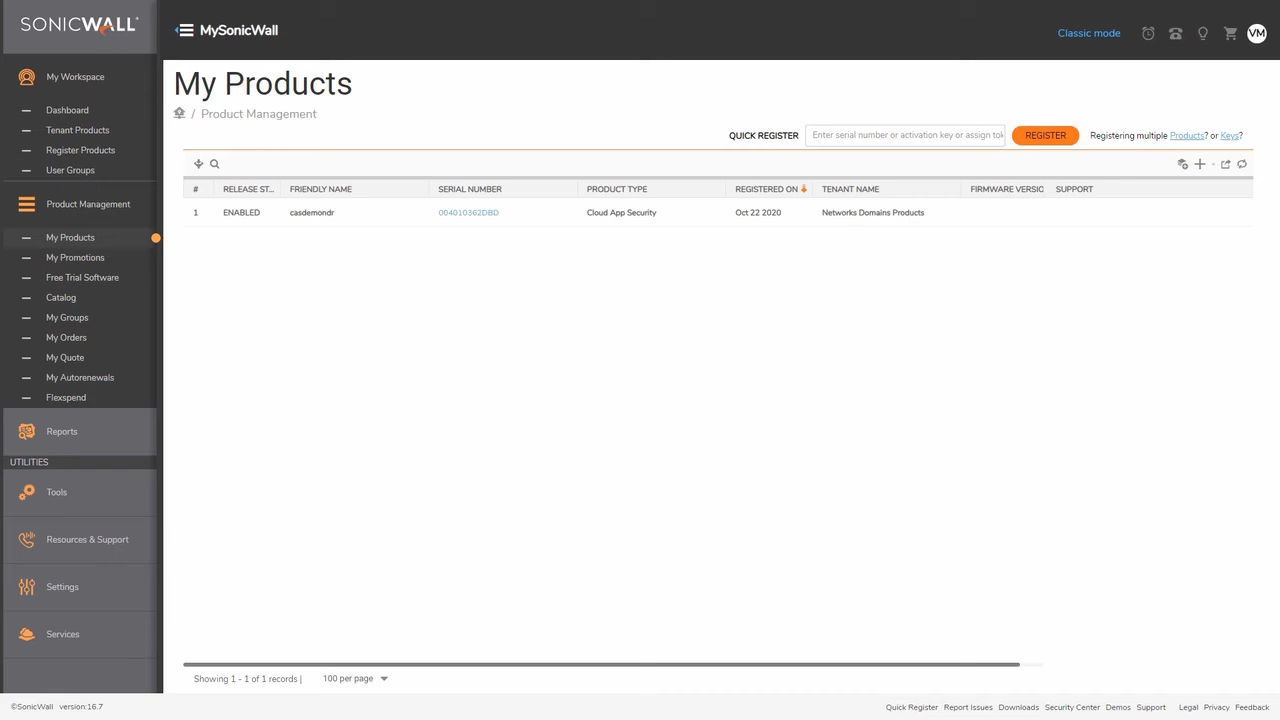 SONICWALL
MySonicWall
Classic mode
VM
My Workspace
Dashboard
Tenant Products
Register Products
User Groups
Product Management
My Products
My Promotions
Free Trial Software
Catalog
My Groups
My Orders
My Quote
My Autorenewals
Flexspend
Reports
UTILITIES
Tools
Resources & Support
Settings
Services
My Products
/ Product Management
QUICK REGISTER Enter serial number or activation key or assign tok REGISTER Registering multiple Products? or Keys?
# RELEASE ST... FRIENDLY NAME SERIAL NUMBER PRODUCT TYPE REGISTERED ON TENANT NAME FIRMWARE VERSIC SUPPORT
1 ENABLED casdemondr 004010362DBD Cloud App Security Oct 22 2020 Networks Domains Products
Showing 1 - 1 of 1 records | 100 per page
©SonicWall version:16.7 Quick Register Report Issues Downloads Security Center Demos Support Legal Privacy Feedback